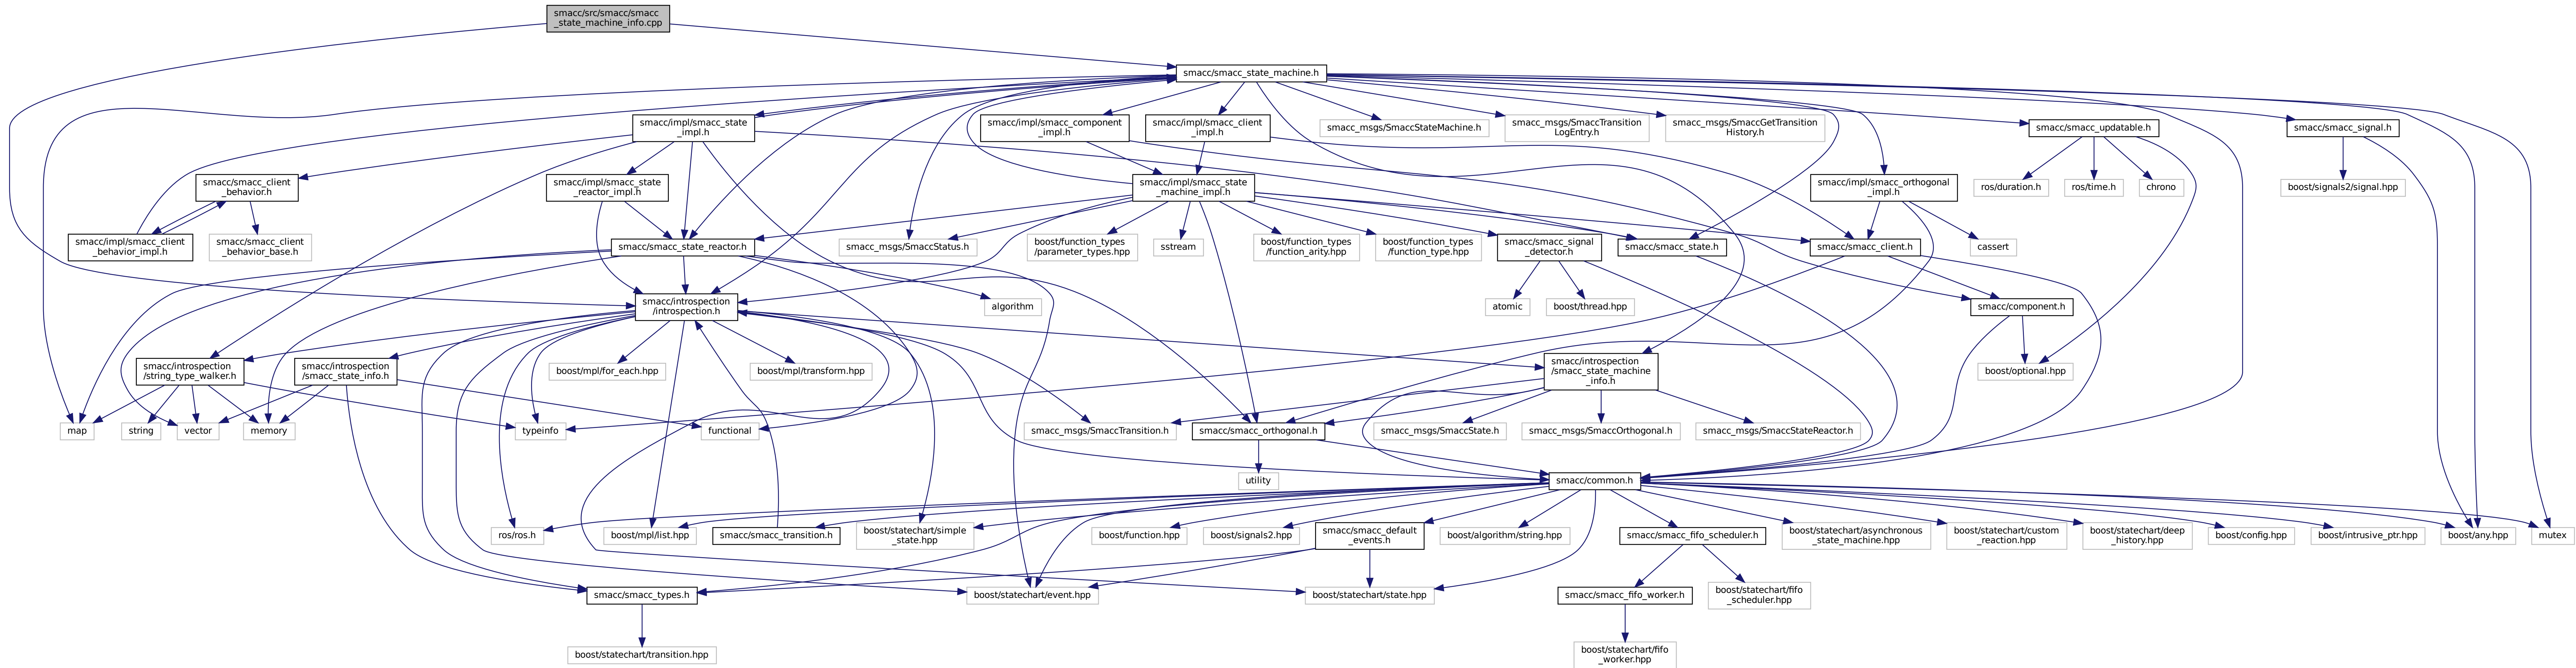 smacc/src/smacc/smacc
_state_machine_info.cpp
smacc/smacc_state_machine.h
smacc/impl/smacc_state
_impl.h
smacc/impl/smacc_component
_impl.h
smacc/impl/smacc_client
_impl.h
smacc_msgs/SmaccStateMachine.h
smacc_msgs/SmaccTransition
LogEntry.h
smacc_msgs/SmaccGetTransition
History.h
smacc/smacc_updatable.h
smacc/smacc_signal.h
smacc/smacc_client
_behavior.h
smacc/impl/smacc_state
_reactor_impl.h
smacc/impl/smacc_state
_machine_impl.h
smacc/impl/smacc_orthogonal
_impl.h
ros/duration.h
ros/time.h
chrono
boost/signals2/signal.hpp
smacc/impl/smacc_client
_behavior_impl.h
smacc/smacc_client
_behavior_base.h
smacc/smacc_state_reactor.h
smacc_msgs/SmaccStatus.h
boost/function_types
/parameter_types.hpp
sstream
boost/function_types
/function_arity.hpp
boost/function_types
/function_type.hpp
smacc/smacc_signal
_detector.h
smacc/smacc_state.h
smacc/smacc_client.h
cassert
smacc/introspection
/introspection.h
algorithm
atomic
boost/thread.hpp
smacc/component.h
smacc/introspection
/string_type_walker.h
smacc/introspection
/smacc_state_info.h
boost/mpl/for_each.hpp
boost/mpl/transform.hpp
smacc/introspection
/smacc_state_machine
_info.h
boost/optional.hpp
map
string
vector
memory
typeinfo
functional
smacc_msgs/SmaccTransition.h
smacc/smacc_orthogonal.h
smacc_msgs/SmaccState.h
smacc_msgs/SmaccOrthogonal.h
smacc_msgs/SmaccStateReactor.h
utility
smacc/common.h
ros/ros.h
boost/mpl/list.hpp
smacc/smacc_transition.h
boost/statechart/simple
_state.hpp
boost/function.hpp
boost/signals2.hpp
smacc/smacc_default
_events.h
boost/algorithm/string.hpp
smacc/smacc_fifo_scheduler.h
boost/statechart/asynchronous
_state_machine.hpp
boost/statechart/custom
_reaction.hpp
boost/statechart/deep
_history.hpp
boost/config.hpp
boost/intrusive_ptr.hpp
boost/any.hpp
mutex
smacc/smacc_types.h
boost/statechart/event.hpp
boost/statechart/state.hpp
smacc/smacc_fifo_worker.h
boost/statechart/fifo
_scheduler.hpp
boost/statechart/transition.hpp
boost/statechart/fifo
_worker.hpp